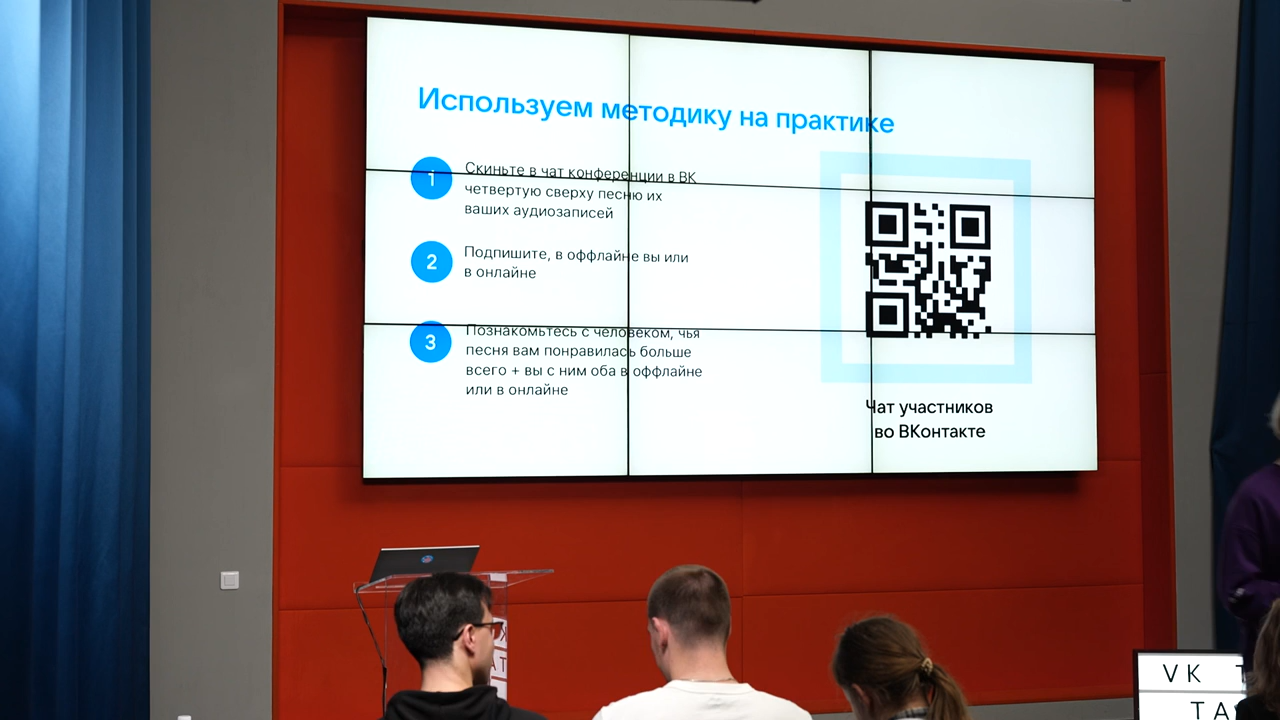 Используем методику на практике
1
Скиньте в чат конференции в ВК
четвертую сверху песню их
ваших аудиозаписей
2
Подпишите, в оффлайне вы или
в онлайне
3
Познакомьтесь с человеком, чья
песня вам понравилась больше
всего + вы с ним оба в оффлайне
или в онлайне
Чат участников
во ВКонтакте
VK